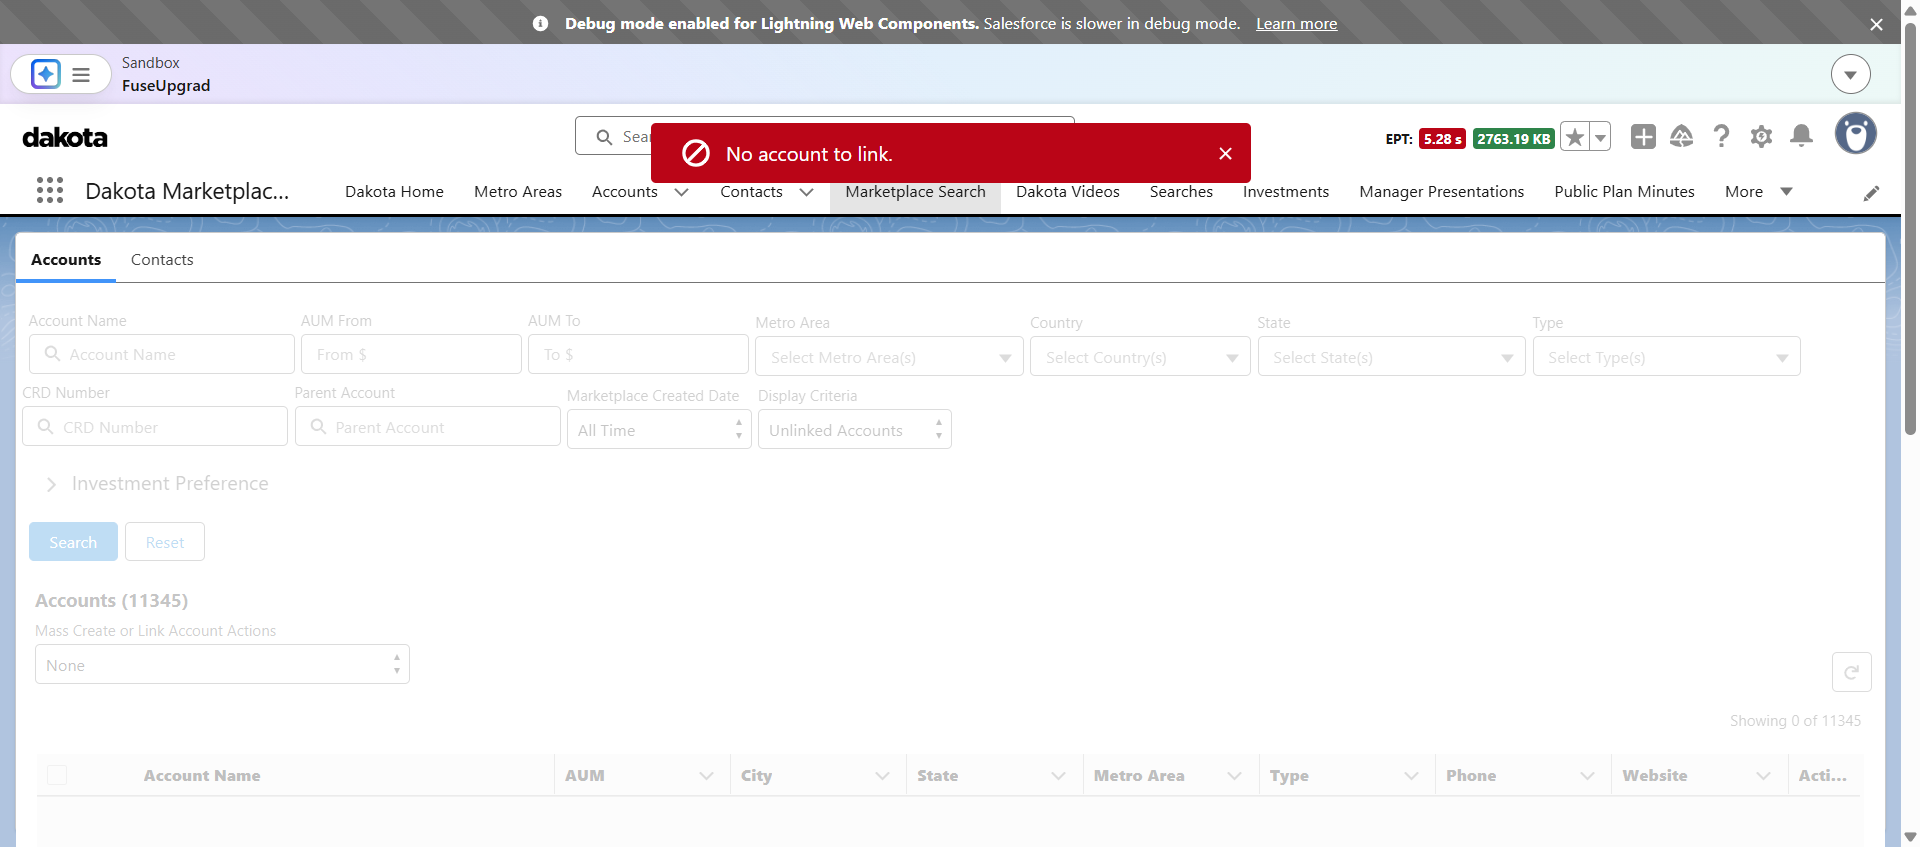 Debug mode enabled for Lightning Web Components. Salesforce is slower in debug mode. Learn more
Sandbox
FuseUpgrad
dakota
Sea
No account to link.
EPT: 5.28 s 2763.19 KB
Dakota Marketplac...
Dakota Home
Metro Areas
Accounts
Contacts
Marketplace Search
Dakota Videos
Searches
Investments
Manager Presentations
Public Plan Minutes
More
Accounts
Contacts
Account Name
AUM From
AUM To
Metro Area
Country
State
Type
Account Name
From $
To $
Select Metro Area(s)
Select Country(s)
Select State(s)
Select Type(s)
CRD Number
Parent Account
Marketplace Created Date
Display Criteria
CRD Number
Parent Account
All Time
Unlinked Accounts
Investment Preference
Search
Reset
Accounts (11345)
Mass Create or Link Account Actions
None
Showing 0 of 11345
Account Name
AUM
City
State
Metro Area
Type
Phone
Website
Acti...